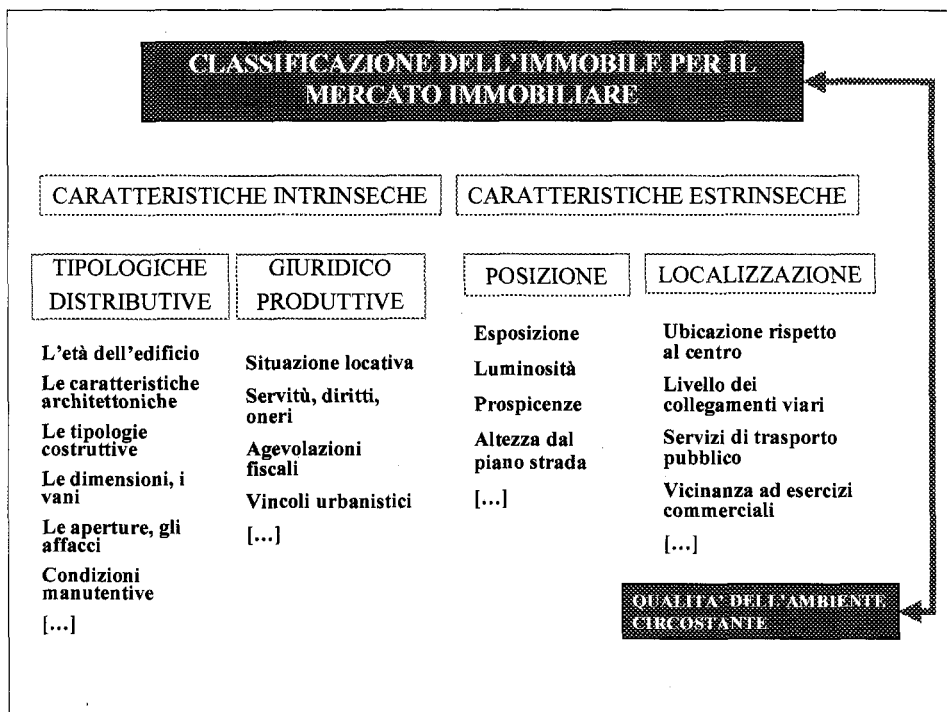 CLASSIFICAZIONE DELL'IMMOBILE PER IL
MERCATO IMMOBILIARE
CARATTERISTICHE INTRINSECHE
CARATTERISTICHE ESTRINSECHE
TIPOLOGICHE
DISTRIBUTIVE
L'età dell'edificio
Le caratteristiche
architettoniche
Le tipologie
costruttive
Le dimensioni, i
vani
Le aperture, gli
affacci
Condizioni
manutentive
[...]
GIURIDICO
PRODUTTIVE
Situazione locativa
Servitù, diritti,
oneri
Agevolazioni
fiscali
Vincoli urbanistici
[...]
POSIZIONE
Esposizione
Luminosità
Prospicenze
Altezza dal
piano strada
[...]
LOCALIZZAZIONE
Ubicazione rispetto
al centro
Livello dei
collegamenti viari
Servizi di trasporto
pubblico
Vicinanza ad esercizi
commerciali
[...]
QUALITA' DELL'AMBIENTE
CIRCOSTANTE